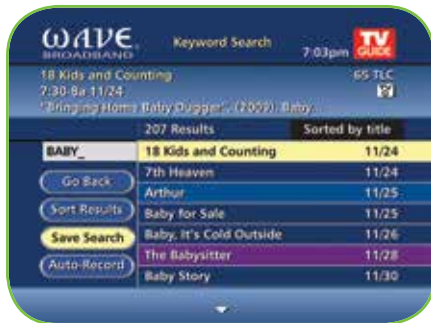 WAVE
BROADBAND
Keyword Search
7:03pm
TV
GUIDE
18 Kids and Counting
65 TLC
7:30-8a 11/24
"Bringing Home Baby Duggar", (2009), Baby...
207 Results
Sorted by title
BABY_
18 Kids and Counting 11/24
Go Back
7th Heaven 11/24
Arthur 11/25
Sort Results
Baby for Sale 11/25
Save Search
Baby, It's Cold Outside 11/26
The Babysitter 11/28
Auto-Record
Baby Story 11/30